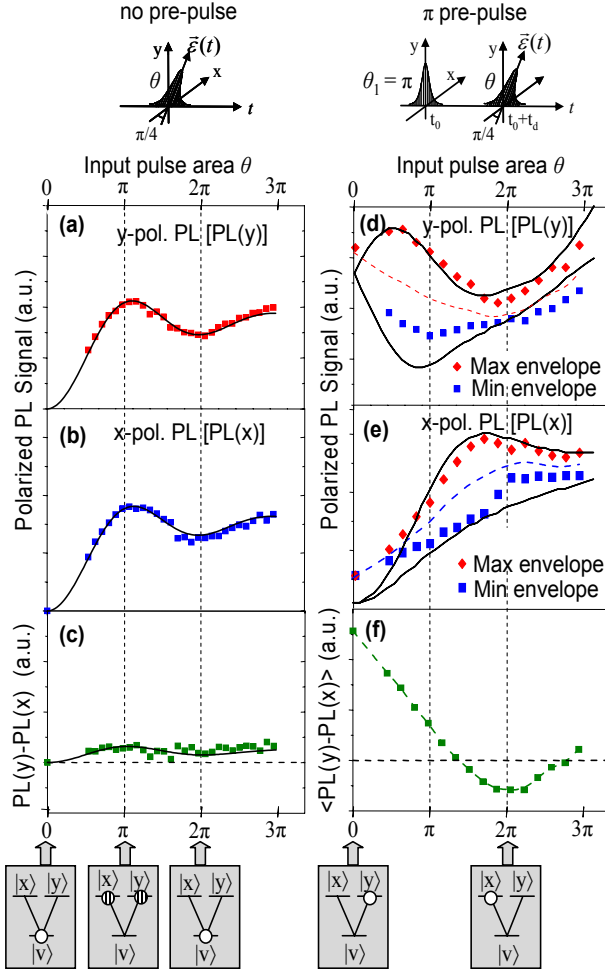 no pre-pulse
π pre-pulse
y
ε⃗(t)
θ
x
t
π/4
y
θ₁ = π
x
t₀
y
ε⃗(t)
θ
x
t₀+t_d
t
π/4
Input pulse area θ
0 π 2π 3π
Input pulse area θ
0 π 2π 3π
Polarized PL Signal (a.u.)
(a)
y-pol. PL [PL(y)]
(b)
x-pol. PL [PL(x)]
PL(y)-PL(x) (a.u.)
(c)
0 π 2π 3π
Polarized PL Signal (a.u.)
(d)
y-pol. PL [PL(y)]
Max envelope
Min envelope
(e)
x-pol. PL [PL(x)]
Max envelope
Min envelope
<PL(y)-PL(x)> (a.u.)
(f)
0 π 2π 3π
|x⟩ |y⟩
|v⟩
|x⟩ |y⟩
|v⟩
|x⟩ |y⟩
|v⟩
|x⟩ |y⟩
|v⟩
|x⟩ |y⟩
|v⟩